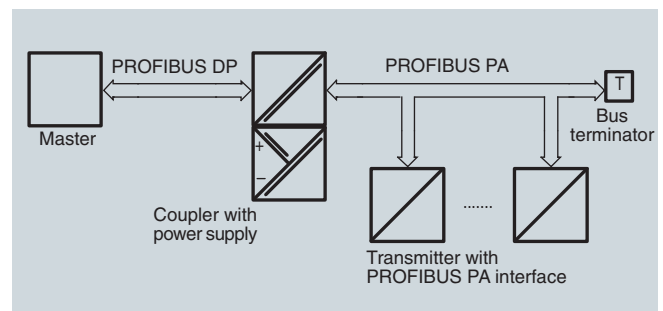 PROFIBUS DP
PROFIBUS PA
T
Master
Bus
terminator
+
–
Coupler with
power supply
........
Transmitter with
PROFIBUS PA interface